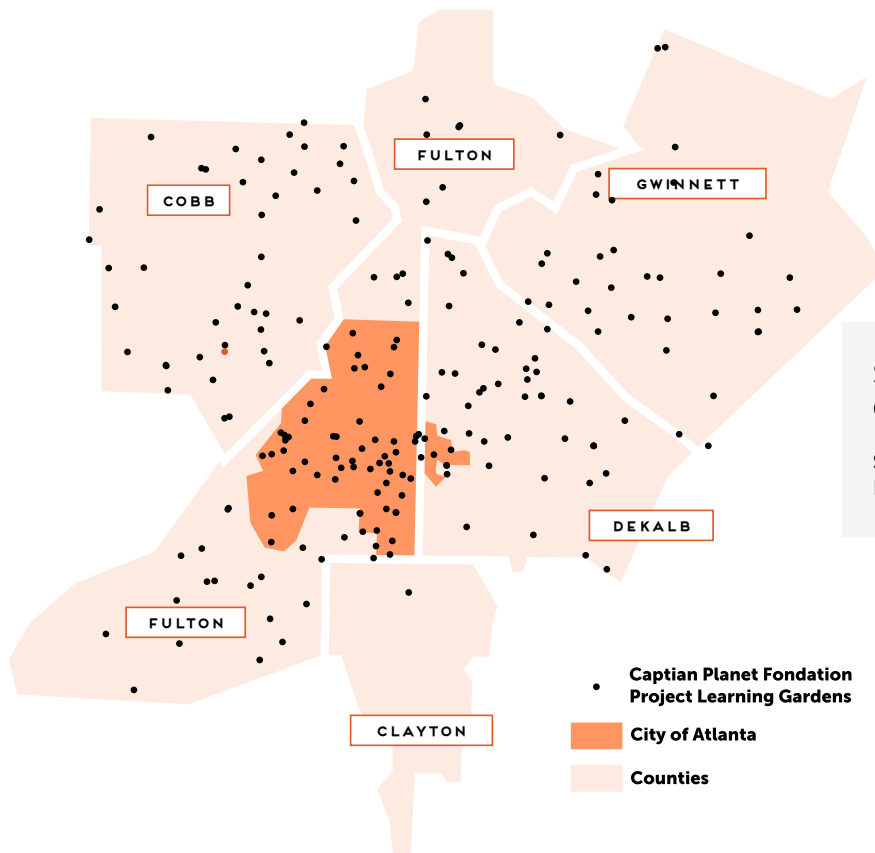 FULTON
COBB
GWINNETT
DEKALB
FULTON
CLAYTON
Captian Planet Fondation
Project Learning Gardens
City of Atlanta
Counties